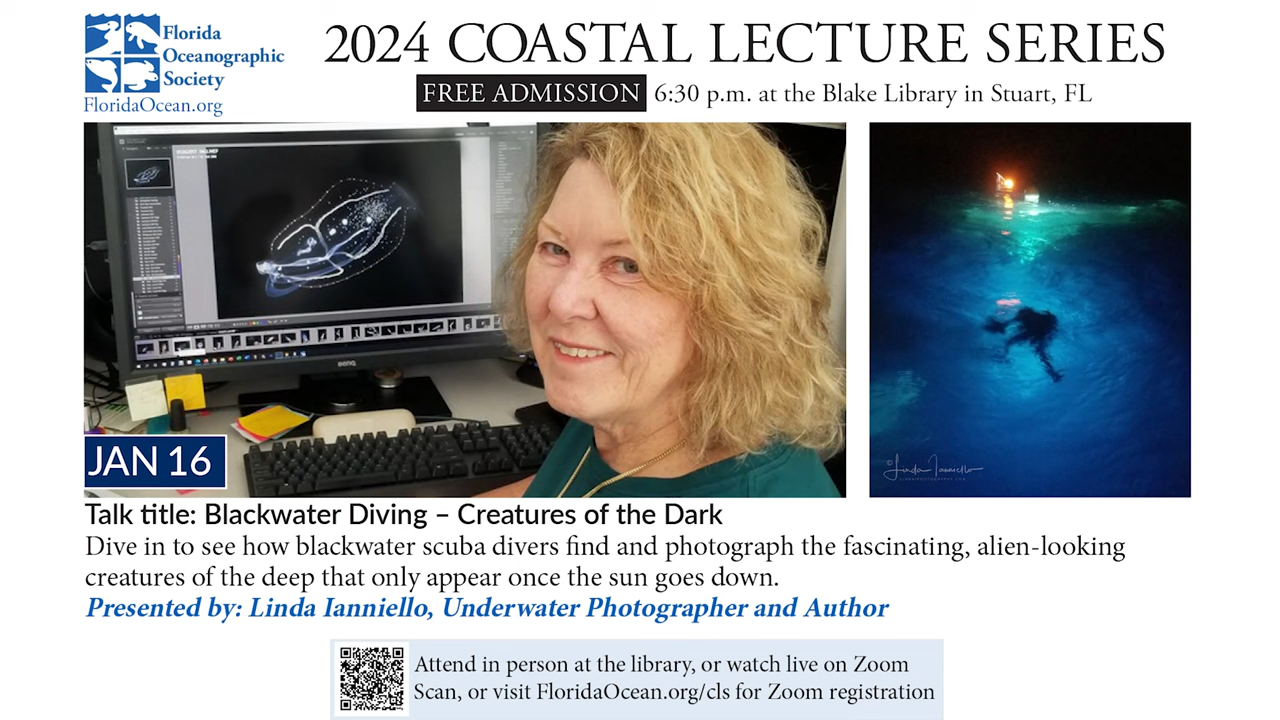 Florida
Oceanographic
Society
FloridaOcean.org
2024 COASTAL LECTURE SERIES
FREE ADMISSION 6:30 p.m. at the Blake Library in Stuart, FL
BENQ
JAN 16
© Linda Ianniello
Talk title: Blackwater Diving – Creatures of the Dark
Dive in to see how blackwater scuba divers find and photograph the fascinating, alien-looking
creatures of the deep that only appear once the sun goes down.
Presented by: Linda Ianniello, Underwater Photographer and Author
Attend in person at the library, or watch live on Zoom
Scan, or visit FloridaOcean.org/cls for Zoom registration